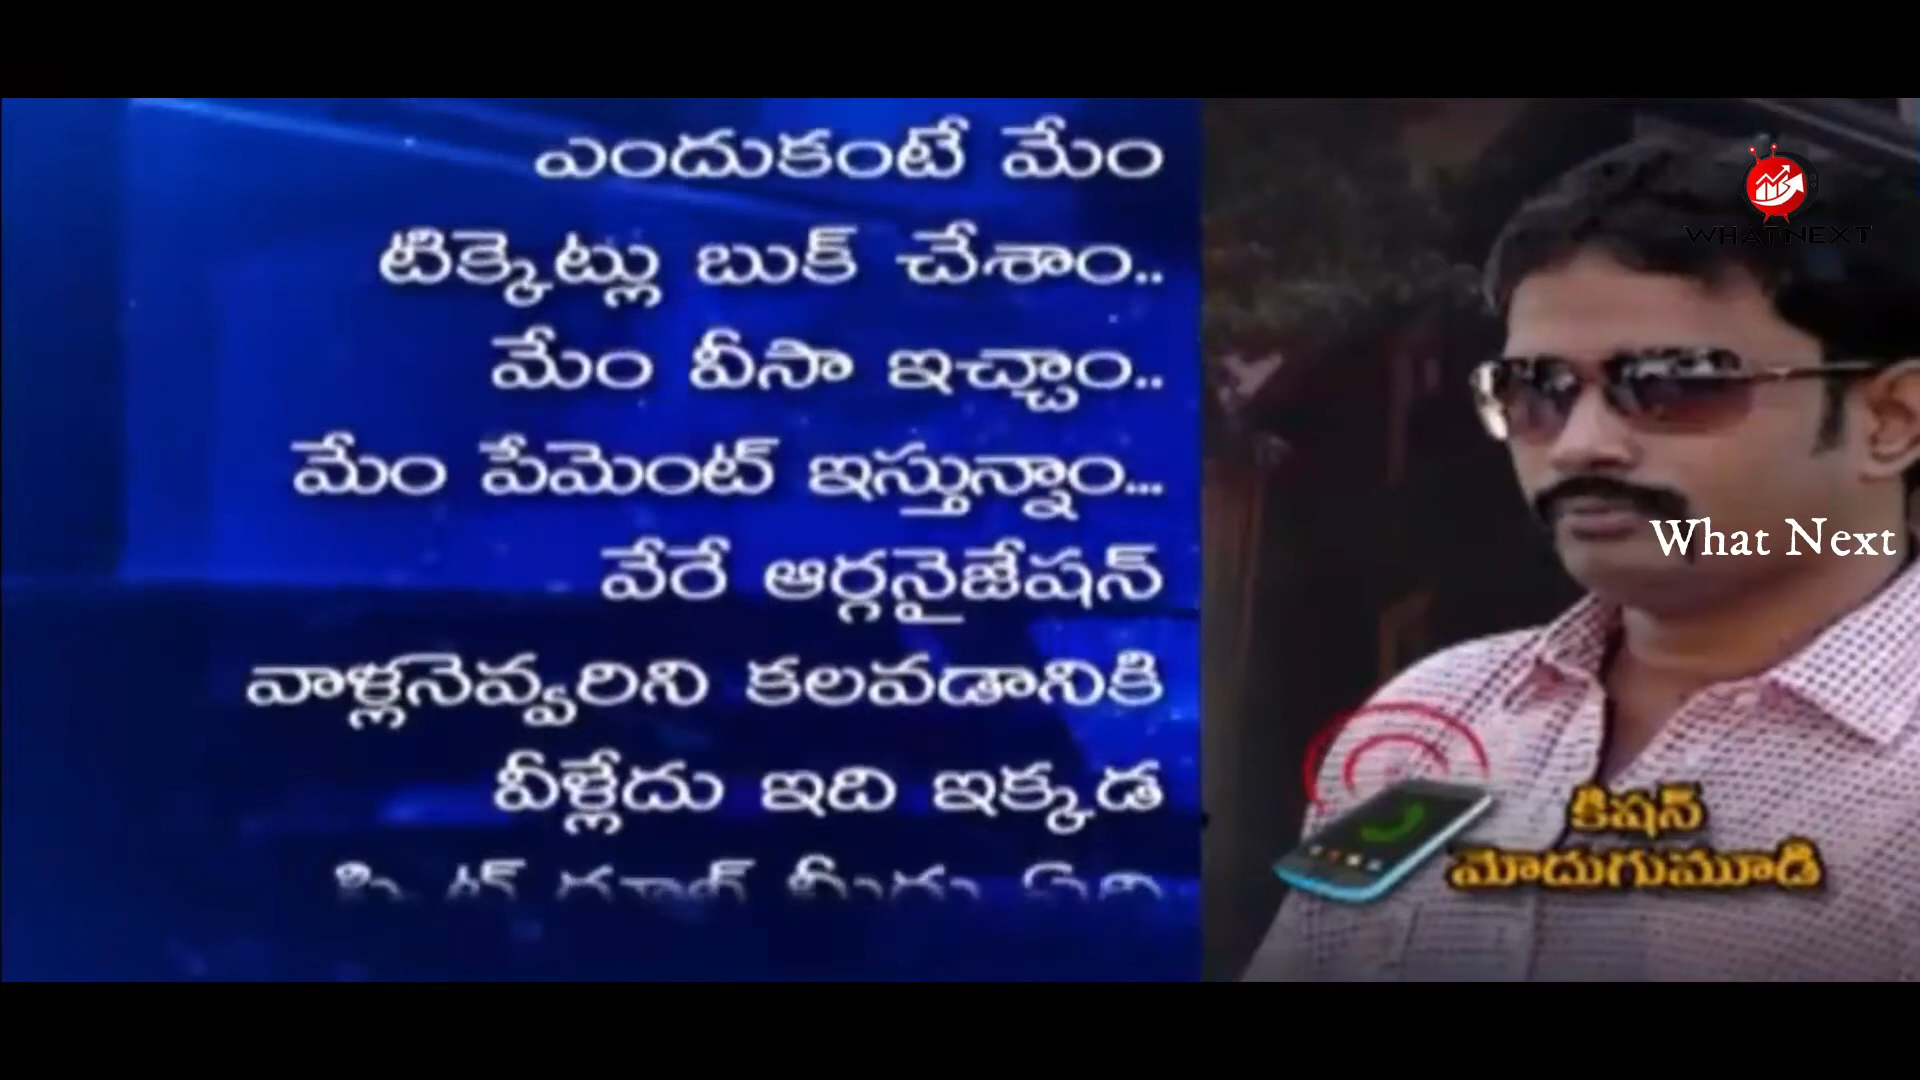 ఎందుకంటే మేం
టిక్కెట్లు బుక్ చేశాం..
మేం వీసా ఇచ్చాం..
మేం పేమెంట్ ఇస్తున్నాం...
వేరే ఆర్గనైజేషన్
వాళ్లనెవ్వరిని కలవడానికి
వీళ్లేదు ఇది ఇక్కడ
WHATNEXT
What Next
కిషన్
మోదుగుమూడి